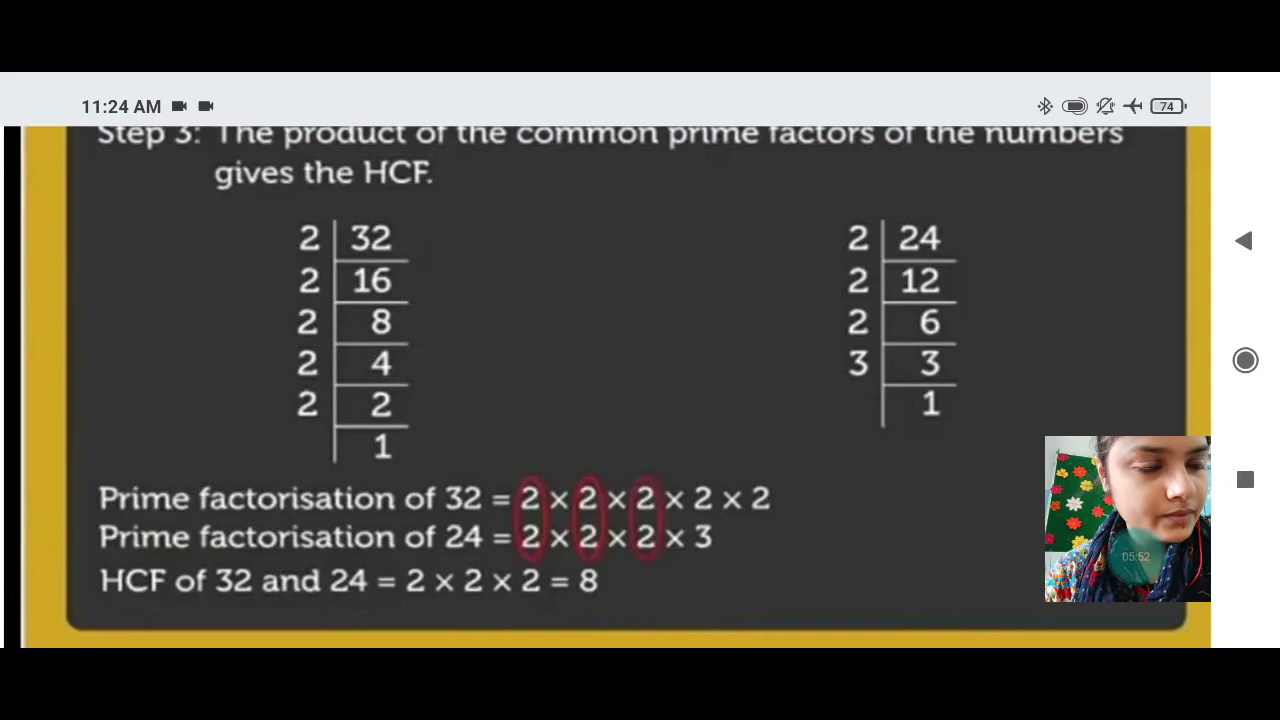 11:24 AM
74
Step 3: The product of the common prime factors of the numbers
gives the HCF.
2 32
2 16
2 8
2 4
2 2
1
2 24
2 12
2 6
3 3
1
Prime factorisation of 32 = 2 × 2 × 2 × 2 × 2
Prime factorisation of 24 = 2 × 2 × 2 × 3
HCF of 32 and 24 = 2 × 2 × 2 = 8
05:52